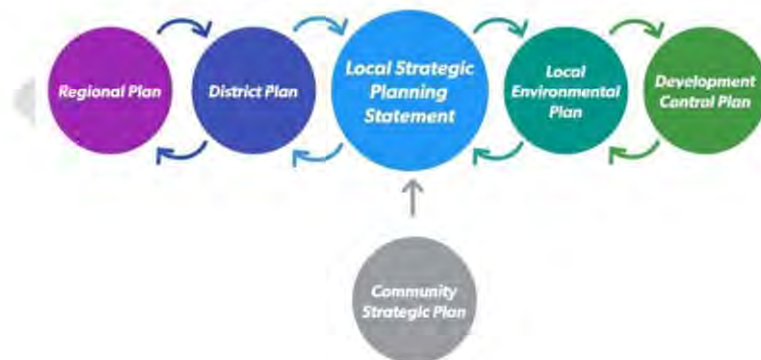 Regional Plan
District Plan
Local Strategic
Planning
Statement
Local
Environmental
Plan
Development
Control Plan
Community
Strategic Plan